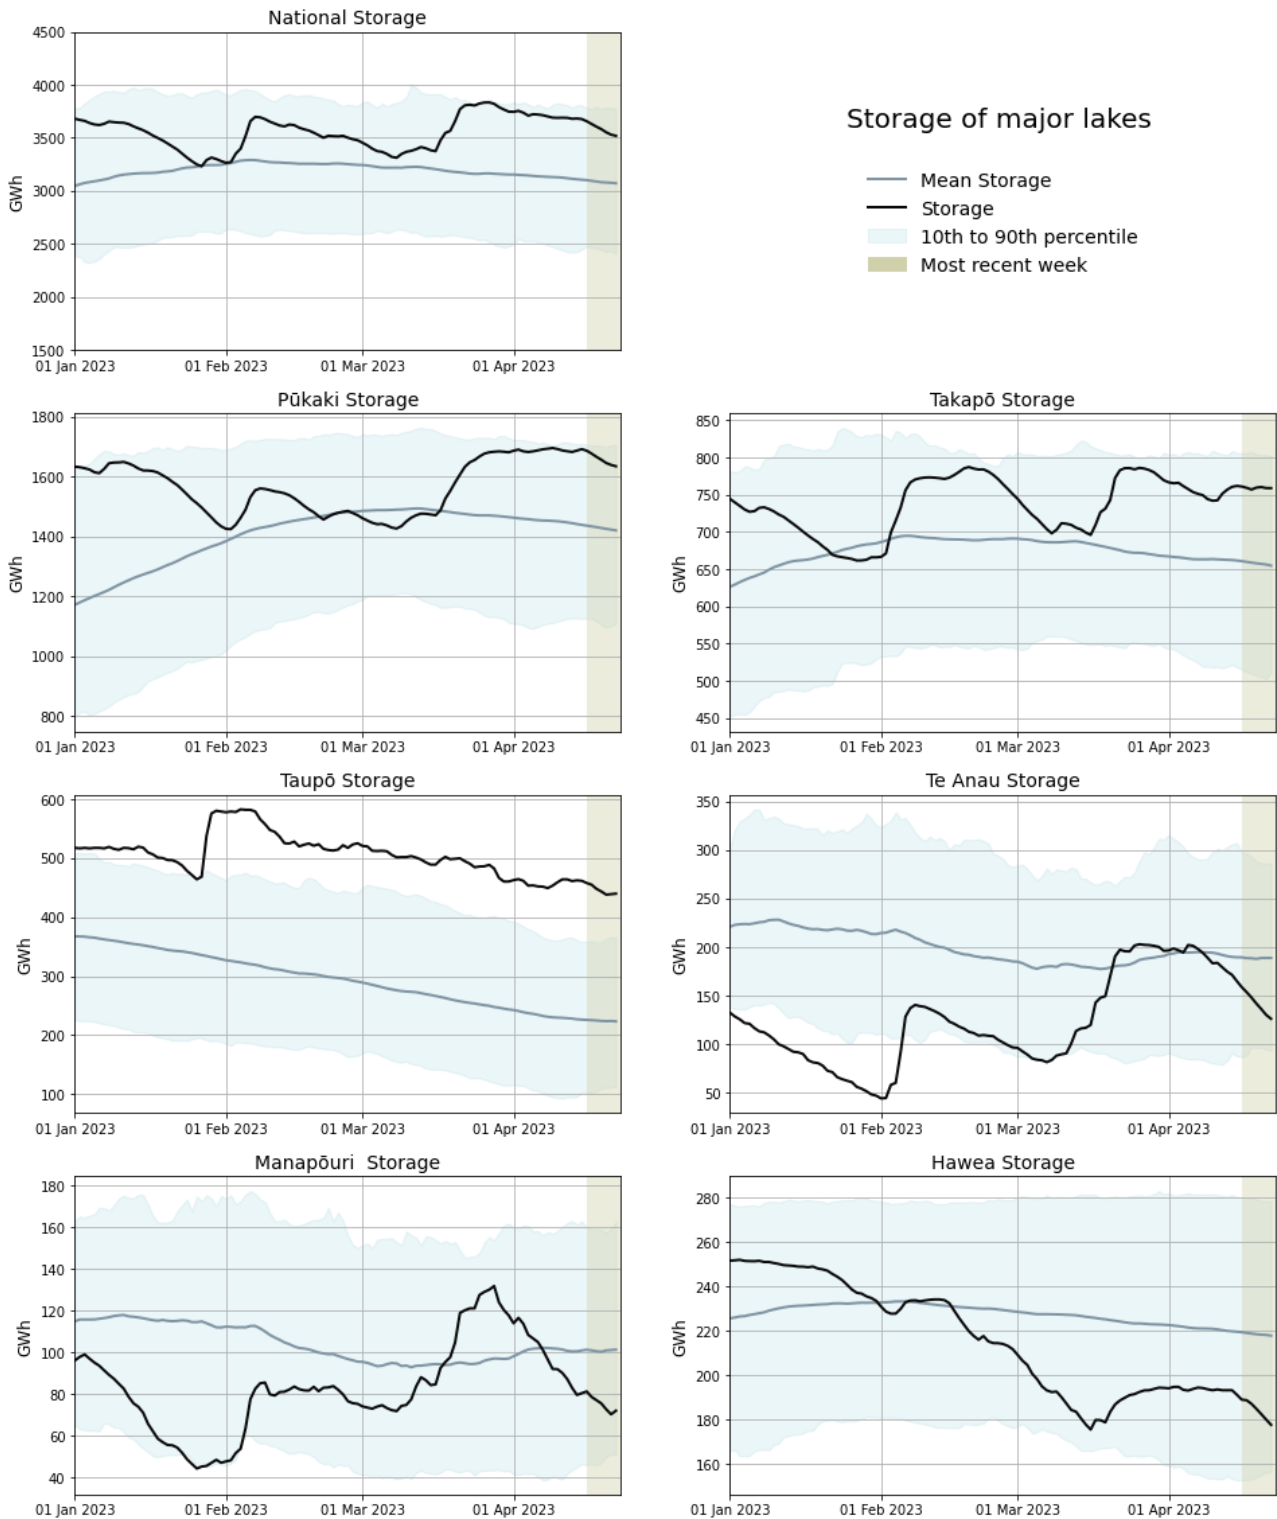 National Storage
4500
4000
3500
3000
2500
2000
1500
GWh
01 Jan 2023 01 Feb 2023 01 Mar 2023 01 Apr 2023
Storage of major lakes
Mean Storage
Storage
10th to 90th percentile
Most recent week
Pūkaki Storage
1800
1600
1400
1200
1000
800
GWh
01 Jan 2023 01 Feb 2023 01 Mar 2023 01 Apr 2023
Takapō Storage
850
800
750
700
650
600
550
500
450
GWh
01 Jan 2023 01 Feb 2023 01 Mar 2023 01 Apr 2023
Taupō Storage
600
500
400
300
200
100
GWh
01 Jan 2023 01 Feb 2023 01 Mar 2023 01 Apr 2023
Te Anau Storage
350
300
250
200
150
100
50
GWh
01 Jan 2023 01 Feb 2023 01 Mar 2023 01 Apr 2023
Manapōuri  Storage
180
160
140
120
100
80
60
40
GWh
01 Jan 2023 01 Feb 2023 01 Mar 2023 01 Apr 2023
Hawea Storage
280
260
240
220
200
180
160
GWh
01 Jan 2023 01 Feb 2023 01 Mar 2023 01 Apr 2023